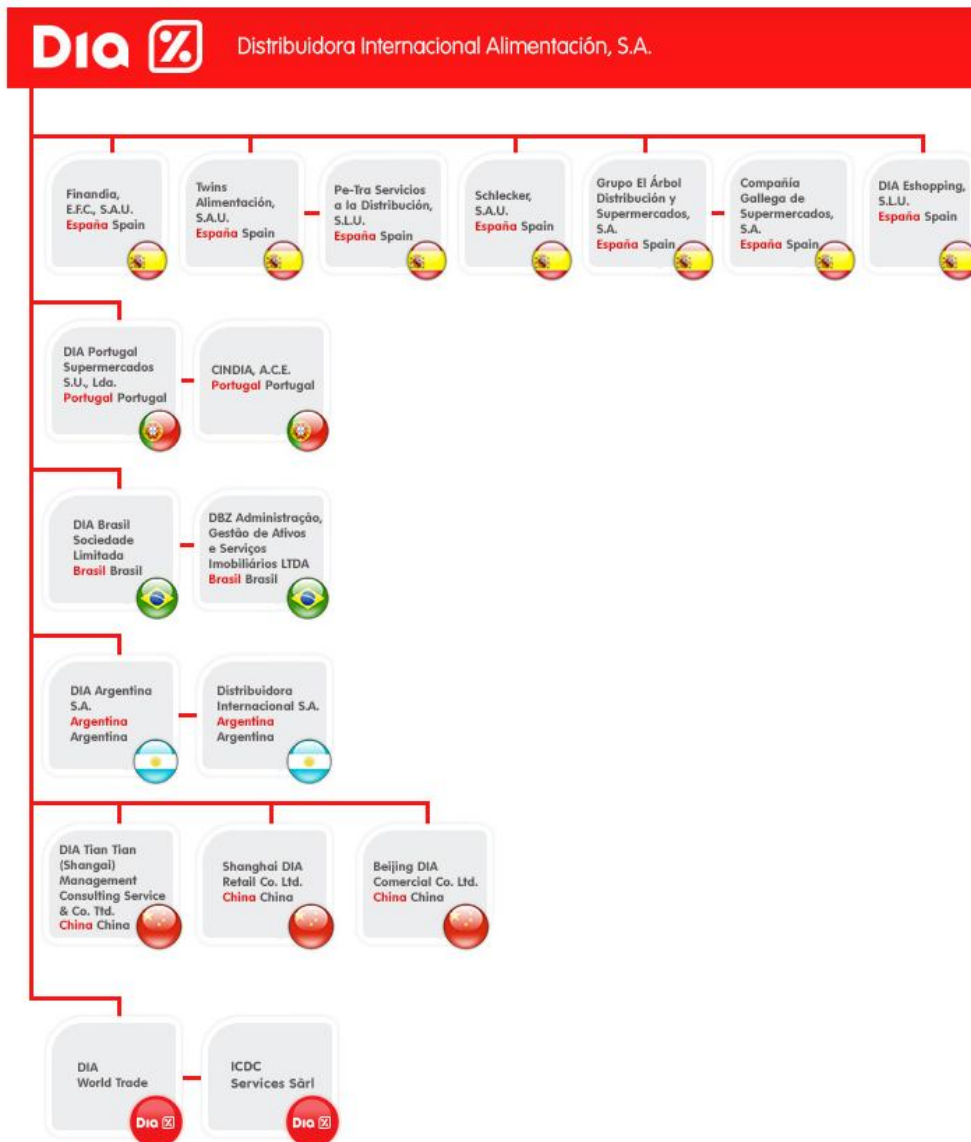 Dia % Distribuidora Internacional Alimentación, S.A.
Finandia,
E.F.C., S.A.U.
España Spain
Twins
Alimentación,
S.A.U.
España Spain
Pe-Tra Servicios
a la Distribución,
S.L.U.
España Spain
Schlecker,
S.A.U.
España Spain
Grupo El Árbol
Distribución y
Supermercados,
S.A.
España Spain
Compañía
Gallega de
Supermercados,
S.A.
España Spain
DIA Eshopping,
S.L.U.
España Spain
DIA Portugal
Supermercados
S.U., Lda.
Portugal Portugal
CINDIA, A.C.E.
Portugal Portugal
DIA Brasil
Sociedade
Limitada
Brasil Brasil
DBZ Administração,
Gestão de Ativos
e Serviços
Imobiliários LTDA
Brasil Brasil
DIA Argentina
S.A.
Argentina
Argentina
Distribuidora
Internacional S.A.
Argentina
Argentina
DIA Tian Tian
(Shangai)
Management
Consulting Service
& Co. Ttd.
China China
Shanghai DIA
Retail Co. Ltd.
China China
Beijing DIA
Comercial Co. Ltd.
China China
DIA
World Trade
Dia %
ICDC
Services Sàrl
Dia %